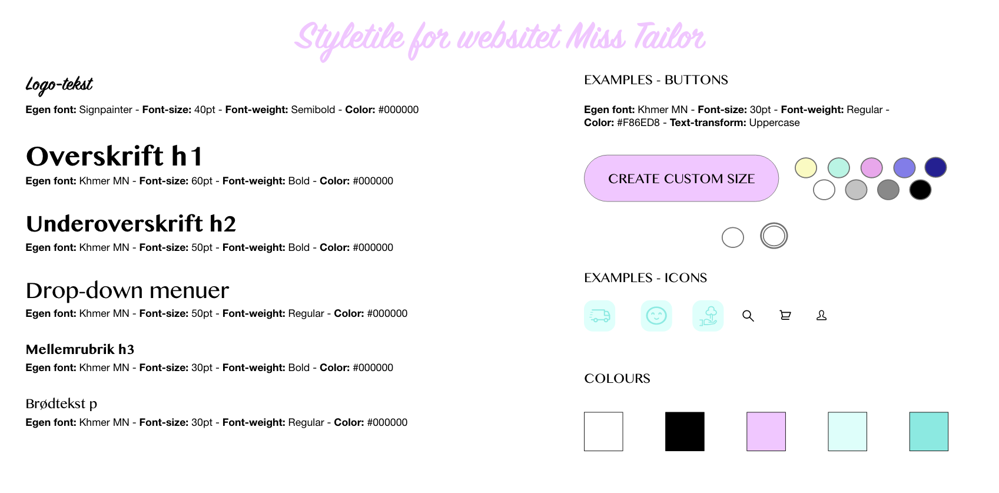 Styletile for websitet Miss Tailor
Logo-tekst
Egen font: Signpainter - Font-size: 40pt - Font-weight: Semibold - Color: #000000
Overskrift h1
Egen font: Khmer MN - Font-size: 60pt - Font-weight: Bold - Color: #000000
Underoverskrift h2
Egen font: Khmer MN - Font-size: 50pt - Font-weight: Bold - Color: #000000
Drop-down menuer
Egen font: Khmer MN - Font-size: 50pt - Font-weight: Regular - Color: #000000
Mellemrubrik h3
Egen font: Khmer MN - Font-size: 30pt - Font-weight: Bold - Color: #000000
Brødtekst p
Egen font: Khmer MN - Font-size: 30pt - Font-weight: Regular - Color: #000000
EXAMPLES - BUTTONS
Egen font: Khmer MN - Font-size: 30pt - Font-weight: Regular -
Color: #F86ED8 - Text-transform: Uppercase
CREATE CUSTOM SIZE
EXAMPLES - ICONS
COLOURS